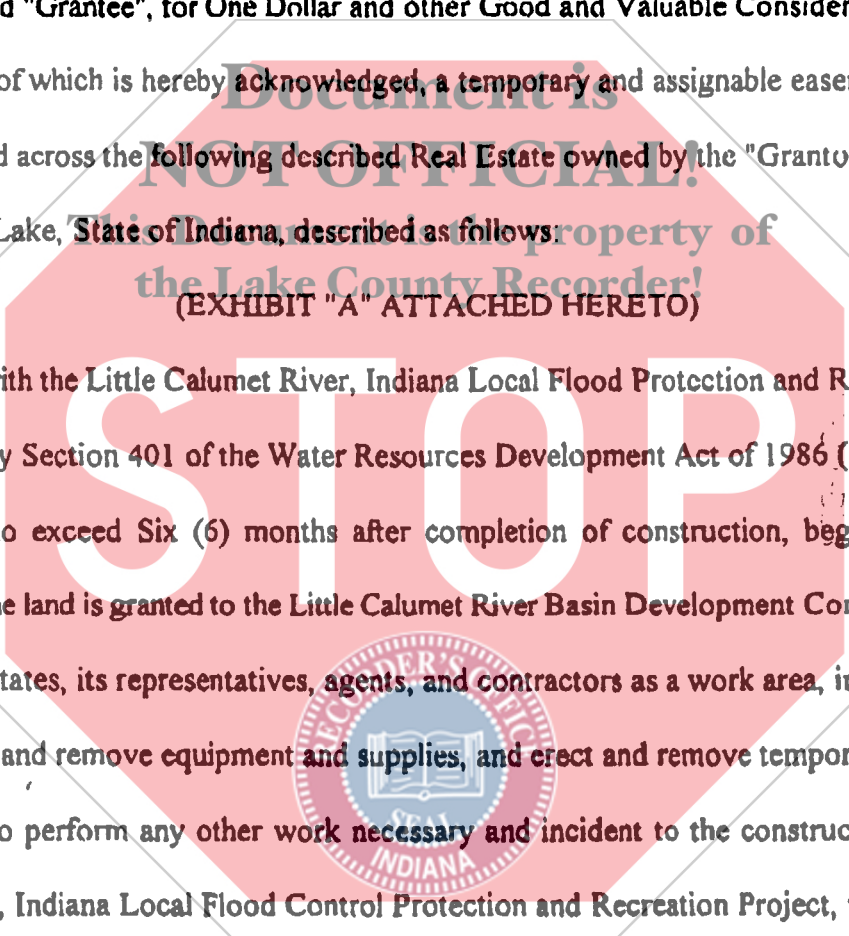 d "Grantee", for One Dollar and other Good and Valuable Consider
of which is hereby acknowledged, a temporary and assignable ease
Document is
d across the following described Real Estate owned by the "Granto
NOT OFFICIAL!
Lake, State of Indiana, described as follows:
This Document is the property of
the Lake County Recorder!
(EXHIBIT "A" ATTACHED HERETO)
ith the Little Calumet River, Indiana Local Flood Protection and R
STOP
y Section 401 of the Water Resources Development Act of 1986 (
o exceed Six (6) months after completion of construction, beg
e land is granted to the Little Calumet River Basin Development Co
tates, its representatives, agents, and contractors as a work area, i
RECORDER'S OFFIC
and remove equipment and supplies, and erect and remove tempor
o perform any other work necessary and incident to the construc
SEAL
INDIANA
, Indiana Local Flood Control Protection and Recreation Project,